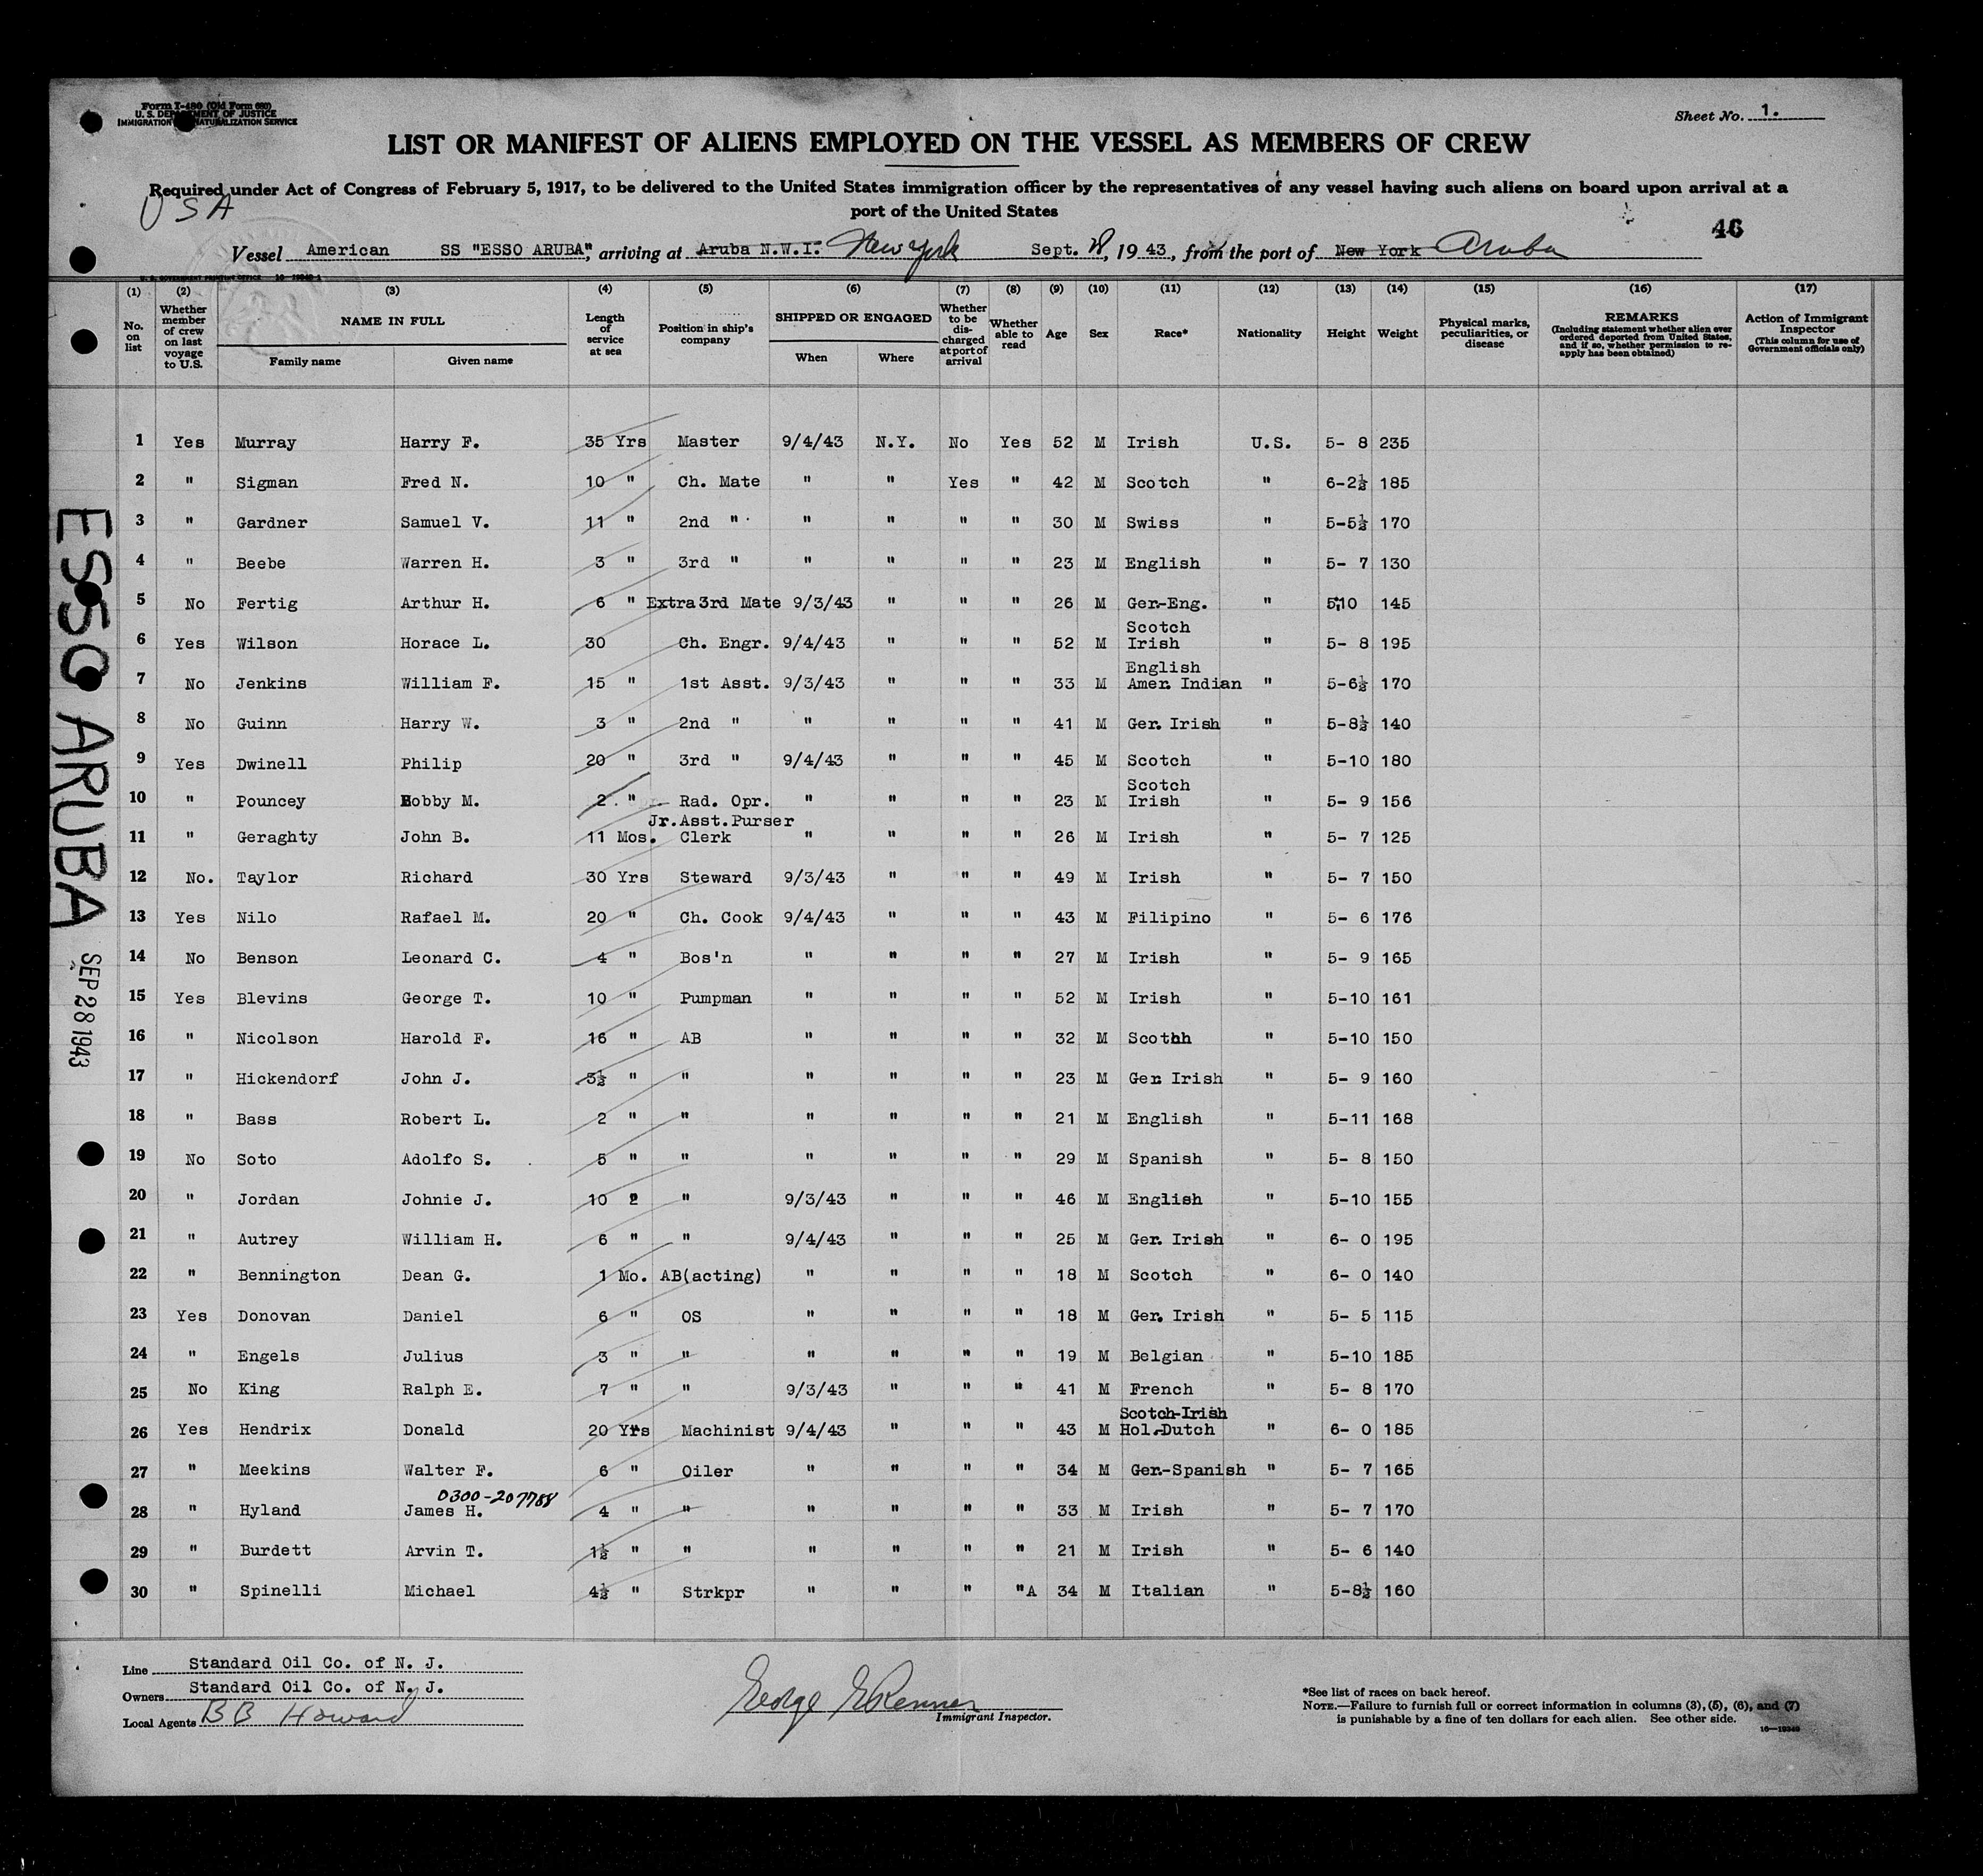 Form I-480 (Old Form 680)
U. S. DEPARTMENT OF JUSTICE
IMMIGRATION NATURALIZATION SERVICE
Sheet No. 1.
LIST OR MANIFEST OF ALIENS EMPLOYED ON THE VESSEL AS MEMBERS OF CREW
Required under Act of Congress of February 5, 1917, to be delivered to the United States immigration officer by the representatives of any vessel having such aliens on board upon arrival at a
port of the United States
USA
46
Vessel American SS "ESSO ARUBA", arriving at Aruba N.W.I. New York Sept. 28, 1943, from the port of New York Aruba
U. S. GOVERNMENT PRINTING OFFICE 16-19340-1
(1) (2) (3) (4) (5) (6) (7) (8) (9) (10) (11) (12) (13) (14) (15) (16) (17)
No. on list
Whether member of crew on last voyage to U.S.
NAME IN FULL
Family name Given name
Length of service at sea
Position in ship's company
SHIPPED OR ENGAGED
When Where
Whether to be dis-charged at port of arrival
Whether able to read
Age Sex Race* Nationality Height Weight
Physical marks, peculiarities, or disease
REMARKS
(Including statement whether alien ever ordered deported from United States, and if so, whether permission to re-apply has been obtained)
Action of Immigrant Inspector
(This column for use of Government officials only)
1 Yes Murray Harry F. 35 Yrs Master 9/4/43 N.Y. No Yes 52 M Irish U.S. 5- 8 235
2 " Sigman Fred N. 10 " Ch. Mate " " Yes " 42 M Scotch " 6-2½ 185
3 " Gardner Samuel V. 11 " 2nd " " " " " 30 M Swiss " 5-5½ 170
4 " Beebe Warren H. 3 " 3rd " " " " " 23 M English " 5- 7 130
5 No Fertig Arthur H. 6 " Extra 3rd Mate 9/3/43 " " " 26 M Ger-Eng. " 5-10 145
6 Yes Wilson Horace L. 30 Ch. Engr. 9/4/43 " " " 52 M Scotch Irish " 5- 8 195
7 No Jenkins William F. 15 " 1st Asst. 9/3/43 " " " 33 M English Amer. Indian " 5-6½ 170
8 No Guinn Harry W. 3 " 2nd " " " " " 41 M Ger. Irish " 5-8½ 140
9 Yes Dwinell Philip 20 " 3rd " 9/4/43 " " " 45 M Scotch " 5-10 180
10 " Pouncey Bobby M. 2 " Rad. Opr. " " " " 23 M Scotch Irish " 5- 9 156
11 " Geraghty John B. 11 Mos. Jr. Asst. Purser Clerk " " " " 26 M Irish " 5- 7 125
12 No. Taylor Richard 30 Yrs Steward 9/3/43 " " " 49 M Irish " 5- 7 150
13 Yes Nilo Rafael M. 20 " Ch. Cook 9/4/43 " " " 43 M Filipino " 5- 6 176
14 No Benson Leonard C. 4 " Bos'n " " " " 27 M Irish " 5- 9 165
15 Yes Blevins George T. 10 " Pumpman " " " " 52 M Irish " 5-10 161
16 " Nicolson Harold F. 16 " AB " " " " 32 M Scothh " 5-10 150
17 " Hickendorf John J. 3½ " " " " " " 23 M Ger. Irish " 5- 9 160
18 " Bass Robert L. 2 " " " " " " 21 M English " 5-11 168
19 No Soto Adolfo S. 5 " " " " " " 29 M Spanish " 5- 8 150
20 " Jordan Johnie J. 10 " " 9/3/43 " " " 46 M English " 5-10 155
21 " Autrey William H. 6 " " 9/4/43 " " " 25 M Ger. Irish " 6- 0 195
22 " Bennington Dean G. 1 Mo. AB(acting) " " " " 18 M Scotch " 6- 0 140
23 Yes Donovan Daniel 6 " OS " " " " 18 M Ger. Irish " 5- 5 115
24 " Engels Julius 3 " " " " " " 19 M Belgian " 5-10 185
25 No King Ralph E. 7 " " 9/3/43 " " " 41 M French " 5- 8 170
26 Yes Hendrix Donald 20 Yrs Machinist 9/4/43 " " " 43 M Scotch-Irish Hol.-Dutch " 6- 0 185
27 " Meekins Walter F. 6 " Oiler " " " " 34 M Ger.-Spanish " 5- 7 165
0300-207788
28 " Hyland James H. 4 " " " " " " 33 M Irish " 5- 7 170
29 " Burdett Arvin T. 1½ " " " " " " 21 M Irish " 5- 6 140
30 " Spinelli Michael 4½ " Strkpr " " " "A 34 M Italian " 5-8½ 160
ESSO ARUBA
SEP 28 1943
Line Standard Oil Co. of N. J.
Owners Standard Oil Co. of N. J.
Local Agents BB Howard
George E Renner
Immigrant Inspector.
*See list of races on back hereof.
NOTE.—Failure to furnish full or correct information in columns (3), (5), (6), and (7)
is punishable by a fine of ten dollars for each alien. See other side.
16-19340